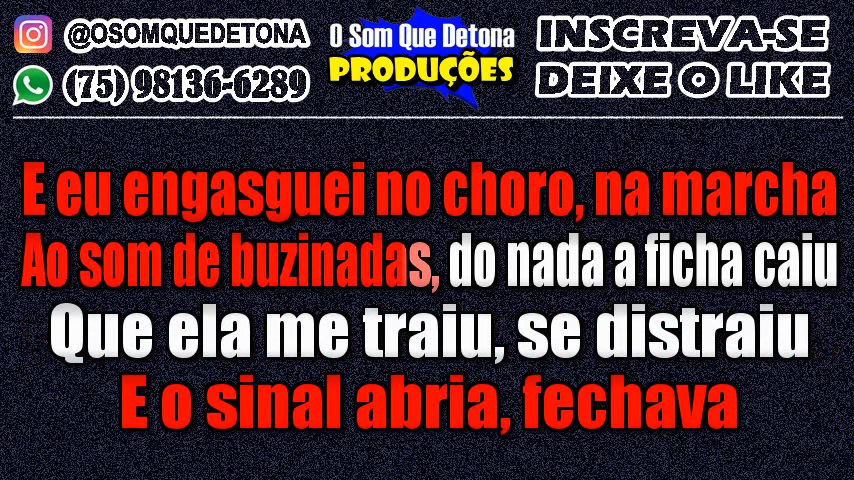 @OSOMQUEDETONA
(75) 98136-6289
O Som Que Detona
PRODUÇÕES
INSCREVA-SE
DEIXE O LIKE
E eu engasguei no choro, na marcha
Ao som de buzinadas, do nada a ficha caiu
Que ela me traiu, se distraiu
E o sinal abria, fechava